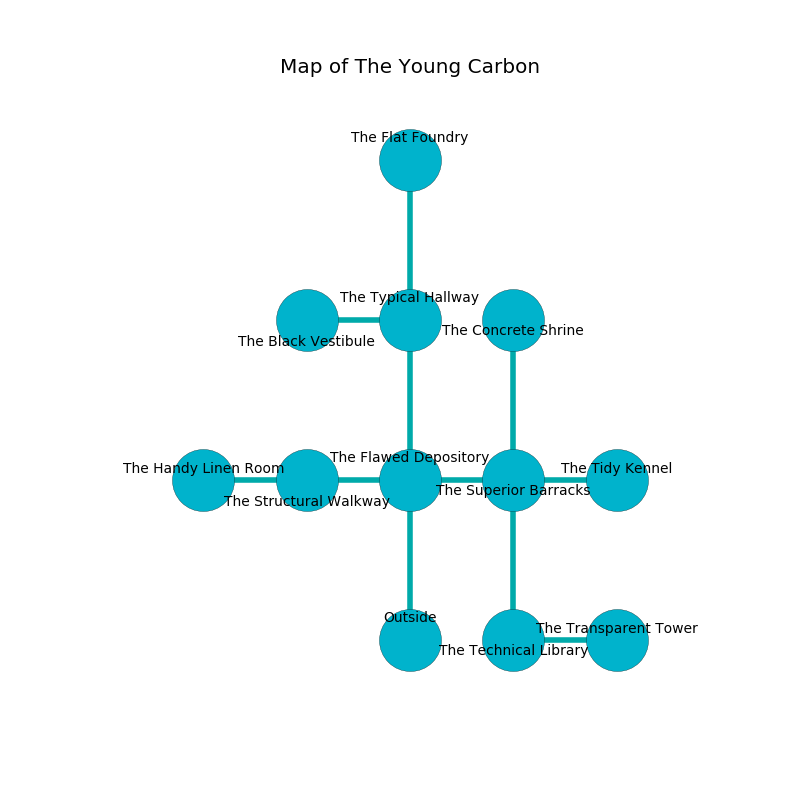 Map of The Young Carbon
The Flat Foundry
The Typical Hallway
The Concrete Shrine
The Black Vestibule
The Flawed Depository
The Handy Linen Room
The Tidy Kennel
The Superior Barracks
The Structural Walkway
Outside
The Transparent Tower
The Technical Library